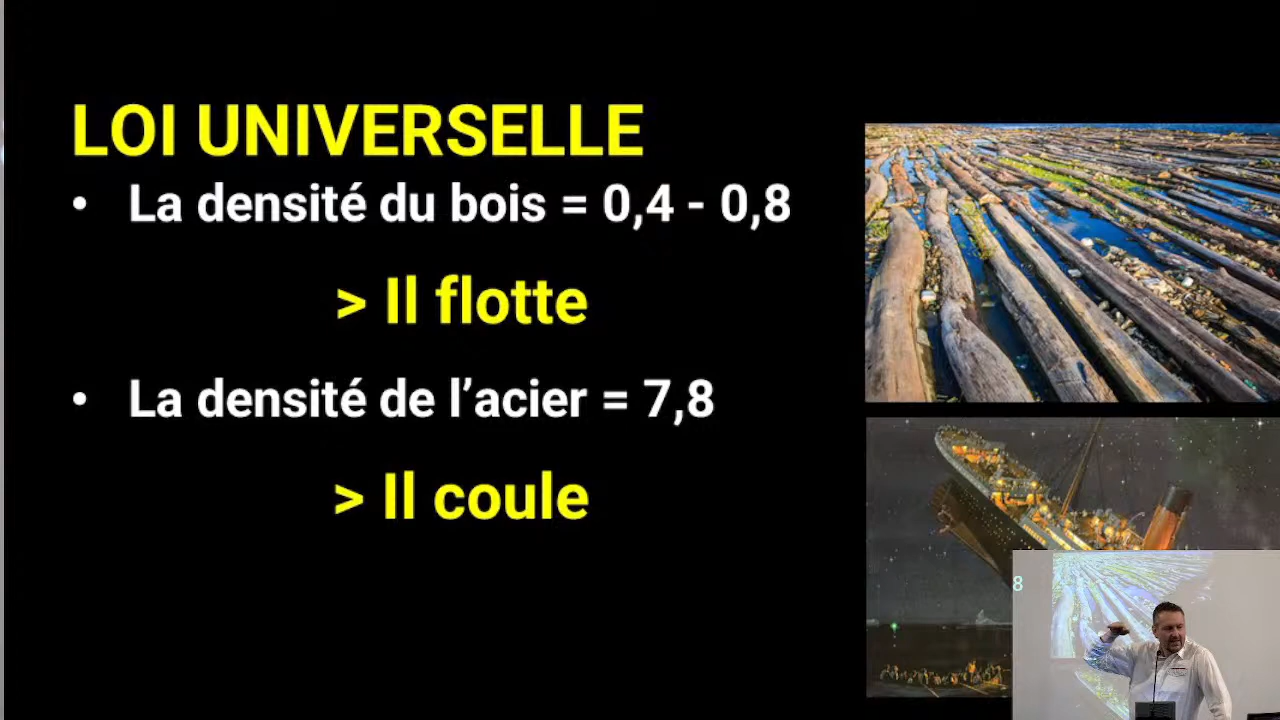 LOI UNIVERSELLE
• La densité du bois = 0,4 - 0,8
> Il flotte
• La densité de l’acier = 7,8
> Il coule
8